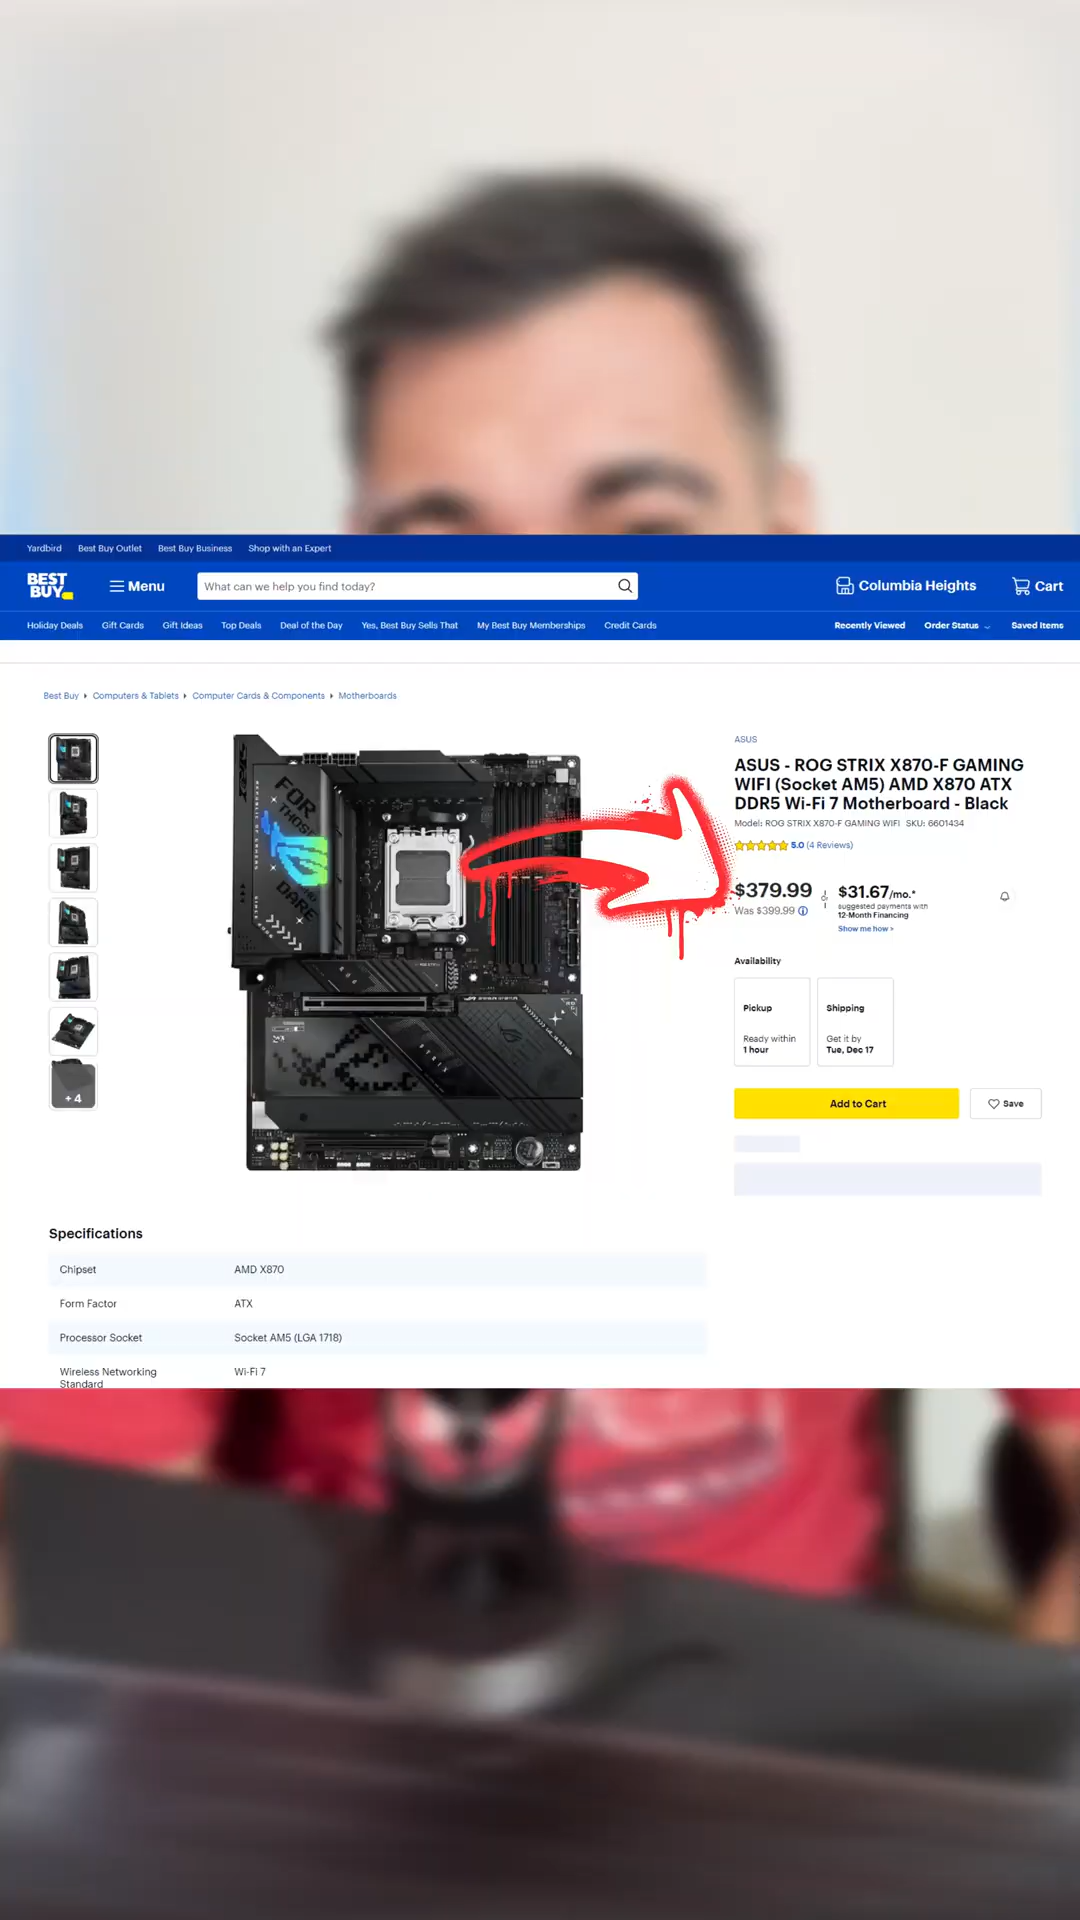 Yardbird Best Buy Outlet Best Buy Business Shop with an Expert
BEST BUY
Menu
What can we help you find today?
Columbia Heights
Cart
Holiday Deals Gift Cards Gift Ideas Top Deals Deal of the Day Yes, Best Buy Sells That My Best Buy Memberships Credit Cards Recently Viewed Order Status Saved Items
Best Buy Computers & Tablets Computer Cards & Components Motherboards
FOR
THOSE
WHO
DARE
STRIX
+4
ASUS
ASUS - ROG STRIX X870-F GAMING
WIFI (Socket AM5) AMD X870 ATX
DDR5 Wi-Fi 7 Motherboard - Black
Model: ROG STRIX X870-F GAMING WIFI SKU: 6601434
5.0 (4 Reviews)
$379.99
Was $399.99
or
$31.67/mo.*
suggested payments with
12-Month Financing
Show me how >
Availability
Pickup
Ready within
1 hour
Shipping
Get it by
Tue, Dec 17
Add to Cart
Save
Specifications
Chipset AMD X870
Form Factor ATX
Processor Socket Socket AM5 (LGA 1718)
Wireless Networking Wi-Fi 7
Standard